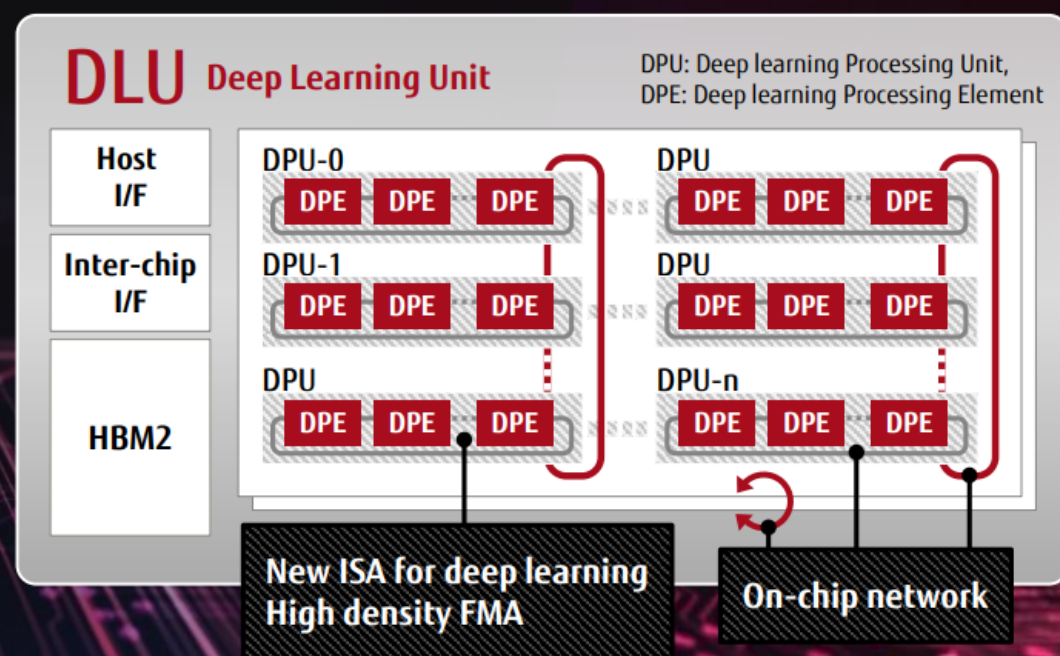 DLU Deep Learning Unit
DPU: Deep learning Processing Unit,
DPE: Deep learning Processing Element
Host
I/F
Inter-chip
I/F
HBM2
DPU-0
DPE DPE DPE
DPU
DPE DPE DPE
DPU-1
DPE DPE DPE
DPU
DPE DPE DPE
DPU
DPE DPE DPE
DPU-n
DPE DPE DPE
New ISA for deep learning
High density FMA
On-chip network